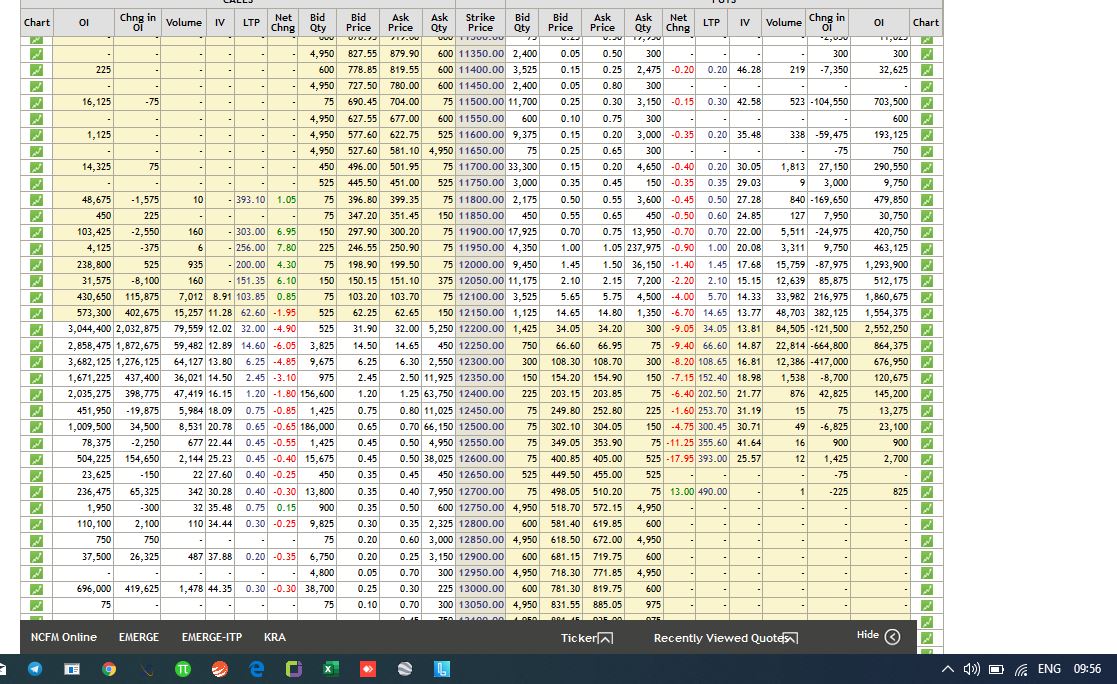 CALLS PUTS
Chart OI Chng in OI Volume IV LTP Net Chng Bid Qty Bid Price Ask Price Ask Qty Strike Price Bid Qty Bid Price Ask Price Ask Qty Net Chng LTP IV Volume Chng in OI OI Chart
- - - - - - 4,950 827.55 879.90 600 11350.00 2,400 0.05 0.50 300 - - - - 300 300
225 - - - - - 600 778.85 819.55 600 11400.00 3,525 0.15 0.25 2,475 -0.20 0.20 46.28 219 -7,350 32,625
- - - - - - 4,950 727.50 780.00 600 11450.00 2,400 0.05 0.80 300 - - - - - -
16,125 -75 - - - - 75 690.45 704.00 75 11500.00 11,700 0.25 0.30 3,150 -0.15 0.30 42.58 523 -104,550 703,500
- - - - - - 4,950 627.55 677.00 600 11550.00 600 0.10 0.75 300 - - - - - 600
1,125 - - - - - 4,950 577.60 622.75 525 11600.00 9,375 0.15 0.20 3,000 -0.35 0.20 35.48 338 -59,475 193,125
- - - - - - 4,950 527.60 581.10 4,950 11650.00 75 0.25 0.65 300 - - - - -75 750
14,325 75 - - - - 450 496.00 501.95 75 11700.00 33,300 0.15 0.20 4,650 -0.40 0.20 30.05 1,813 27,150 290,550
- - - - - - 525 445.50 451.00 525 11750.00 3,000 0.35 0.45 150 -0.35 0.35 29.03 9 3,000 9,750
48,675 -1,575 10 - 393.10 1.05 75 396.80 399.35 75 11800.00 2,175 0.50 0.55 3,600 -0.45 0.50 27.28 840 -169,650 479,850
450 225 - - - - 75 347.20 351.45 150 11850.00 450 0.55 0.65 450 -0.50 0.60 24.85 127 7,950 30,750
103,425 -2,550 160 - 303.00 6.95 150 297.90 300.20 75 11900.00 17,925 0.70 0.75 13,950 -0.70 0.70 22.00 5,511 -24,975 420,750
4,125 -375 6 - 256.00 7.80 225 246.55 250.90 75 11950.00 4,350 1.00 1.05 237,975 -0.90 1.00 20.08 3,311 9,750 463,125
238,800 525 935 - 200.00 4.30 75 198.90 199.50 75 12000.00 9,450 1.45 1.50 36,150 -1.40 1.45 17.68 15,759 -87,975 1,293,900
31,575 -8,100 160 - 151.35 6.10 150 150.15 151.10 375 12050.00 11,175 2.10 2.15 7,200 -2.20 2.10 15.15 12,639 85,875 512,175
430,650 115,875 7,012 8.91 103.85 0.85 75 103.20 103.70 75 12100.00 3,525 5.65 5.75 4,500 -4.00 5.70 14.33 33,982 216,975 1,860,675
573,300 402,675 15,257 11.28 62.60 -1.95 525 62.25 62.65 150 12150.00 1,125 14.65 14.80 1,350 -6.70 14.65 13.77 48,703 382,125 1,554,375
3,044,400 2,032,875 79,559 12.02 32.00 -4.90 525 31.90 32.00 5,250 12200.00 1,425 34.05 34.20 300 -9.05 34.05 13.81 84,505 -121,500 2,552,250
2,858,475 1,872,675 59,482 12.89 14.60 -6.05 3,825 14.50 14.65 450 12250.00 750 66.60 66.95 75 -9.40 66.60 14.87 22,814 -664,800 864,375
3,682,125 1,276,125 64,127 13.80 6.25 -4.85 9,675 6.25 6.30 2,550 12300.00 300 108.30 108.70 300 -8.20 108.65 16.81 12,386 -417,000 676,950
1,671,225 437,400 36,021 14.50 2.45 -3.10 975 2.45 2.50 11,925 12350.00 150 154.20 154.90 150 -7.15 152.40 18.98 1,538 -8,700 120,675
2,035,275 398,775 47,419 16.15 1.20 -1.80 156,600 1.20 1.25 63,750 12400.00 225 203.15 203.85 75 -6.40 202.50 21.77 876 42,825 145,200
451,950 -19,875 5,984 18.09 0.75 -0.85 1,425 0.75 0.80 11,025 12450.00 75 249.80 252.80 225 -1.60 253.70 31.19 15 75 13,275
1,009,500 34,500 8,531 20.78 0.65 -0.65 186,000 0.65 0.70 66,150 12500.00 75 302.10 304.05 150 -4.75 300.45 30.71 49 -6,825 23,100
78,375 -2,250 677 22.44 0.45 -0.55 1,425 0.45 0.50 4,950 12550.00 75 349.05 353.90 75 -11.25 355.60 41.64 16 900 900
504,225 154,650 2,144 25.23 0.45 -0.40 15,675 0.45 0.50 38,025 12600.00 75 400.85 405.00 525 -17.95 393.00 25.57 12 1,425 2,700
23,625 -150 22 27.60 0.40 -0.25 450 0.35 0.45 450 12650.00 525 449.50 455.00 525 - - - - -75 -
236,475 65,325 342 30.28 0.40 -0.30 13,800 0.35 0.40 7,950 12700.00 75 498.05 510.20 75 13.00 490.00 - 1 -225 825
1,950 -300 32 35.48 0.75 0.15 900 0.35 0.50 600 12750.00 4,950 518.70 572.15 4,950 - - - - - -
110,100 2,100 110 34.44 0.30 -0.25 9,825 0.30 0.35 2,325 12800.00 600 581.40 619.85 600 - - - - - -
750 750 - - - - 75 0.20 0.60 3,000 12850.00 4,950 618.50 672.00 4,950 - - - - - -
37,500 26,325 487 37.88 0.20 -0.35 6,750 0.20 0.25 3,150 12900.00 600 681.15 719.75 600 - - - - - -
- - - - - - 4,800 0.05 0.70 300 12950.00 4,950 718.30 771.85 4,950 - - - - - -
696,000 419,625 1,478 44.35 0.30 -0.30 38,700 0.25 0.30 225 13000.00 600 781.30 819.75 600 - - - - - -
75 - - - - - 75 0.10 0.70 300 13050.00 4,950 831.55 885.05 975 - - - - - -
NCFM Online EMERGE EMERGE-ITP KRA Ticker Recently Viewed Quotes Hide
ENG 09:56